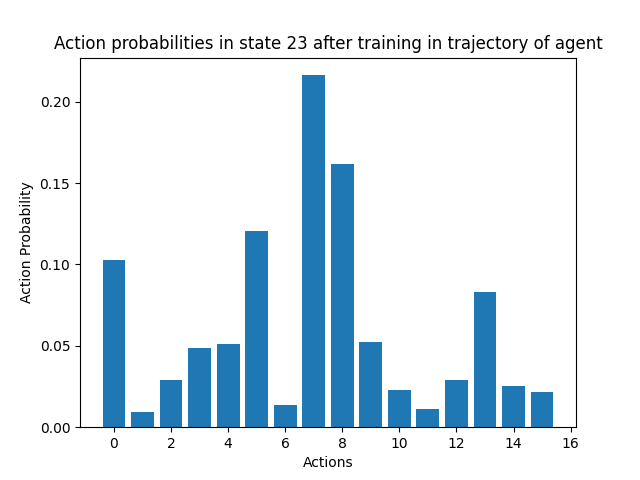 Action probabilities in state 23 after training in trajectory of agent
0.20
0.15
0.10
0.05
0.00
Action Probability
0 2 4 6 8 10 12 14 16
Actions